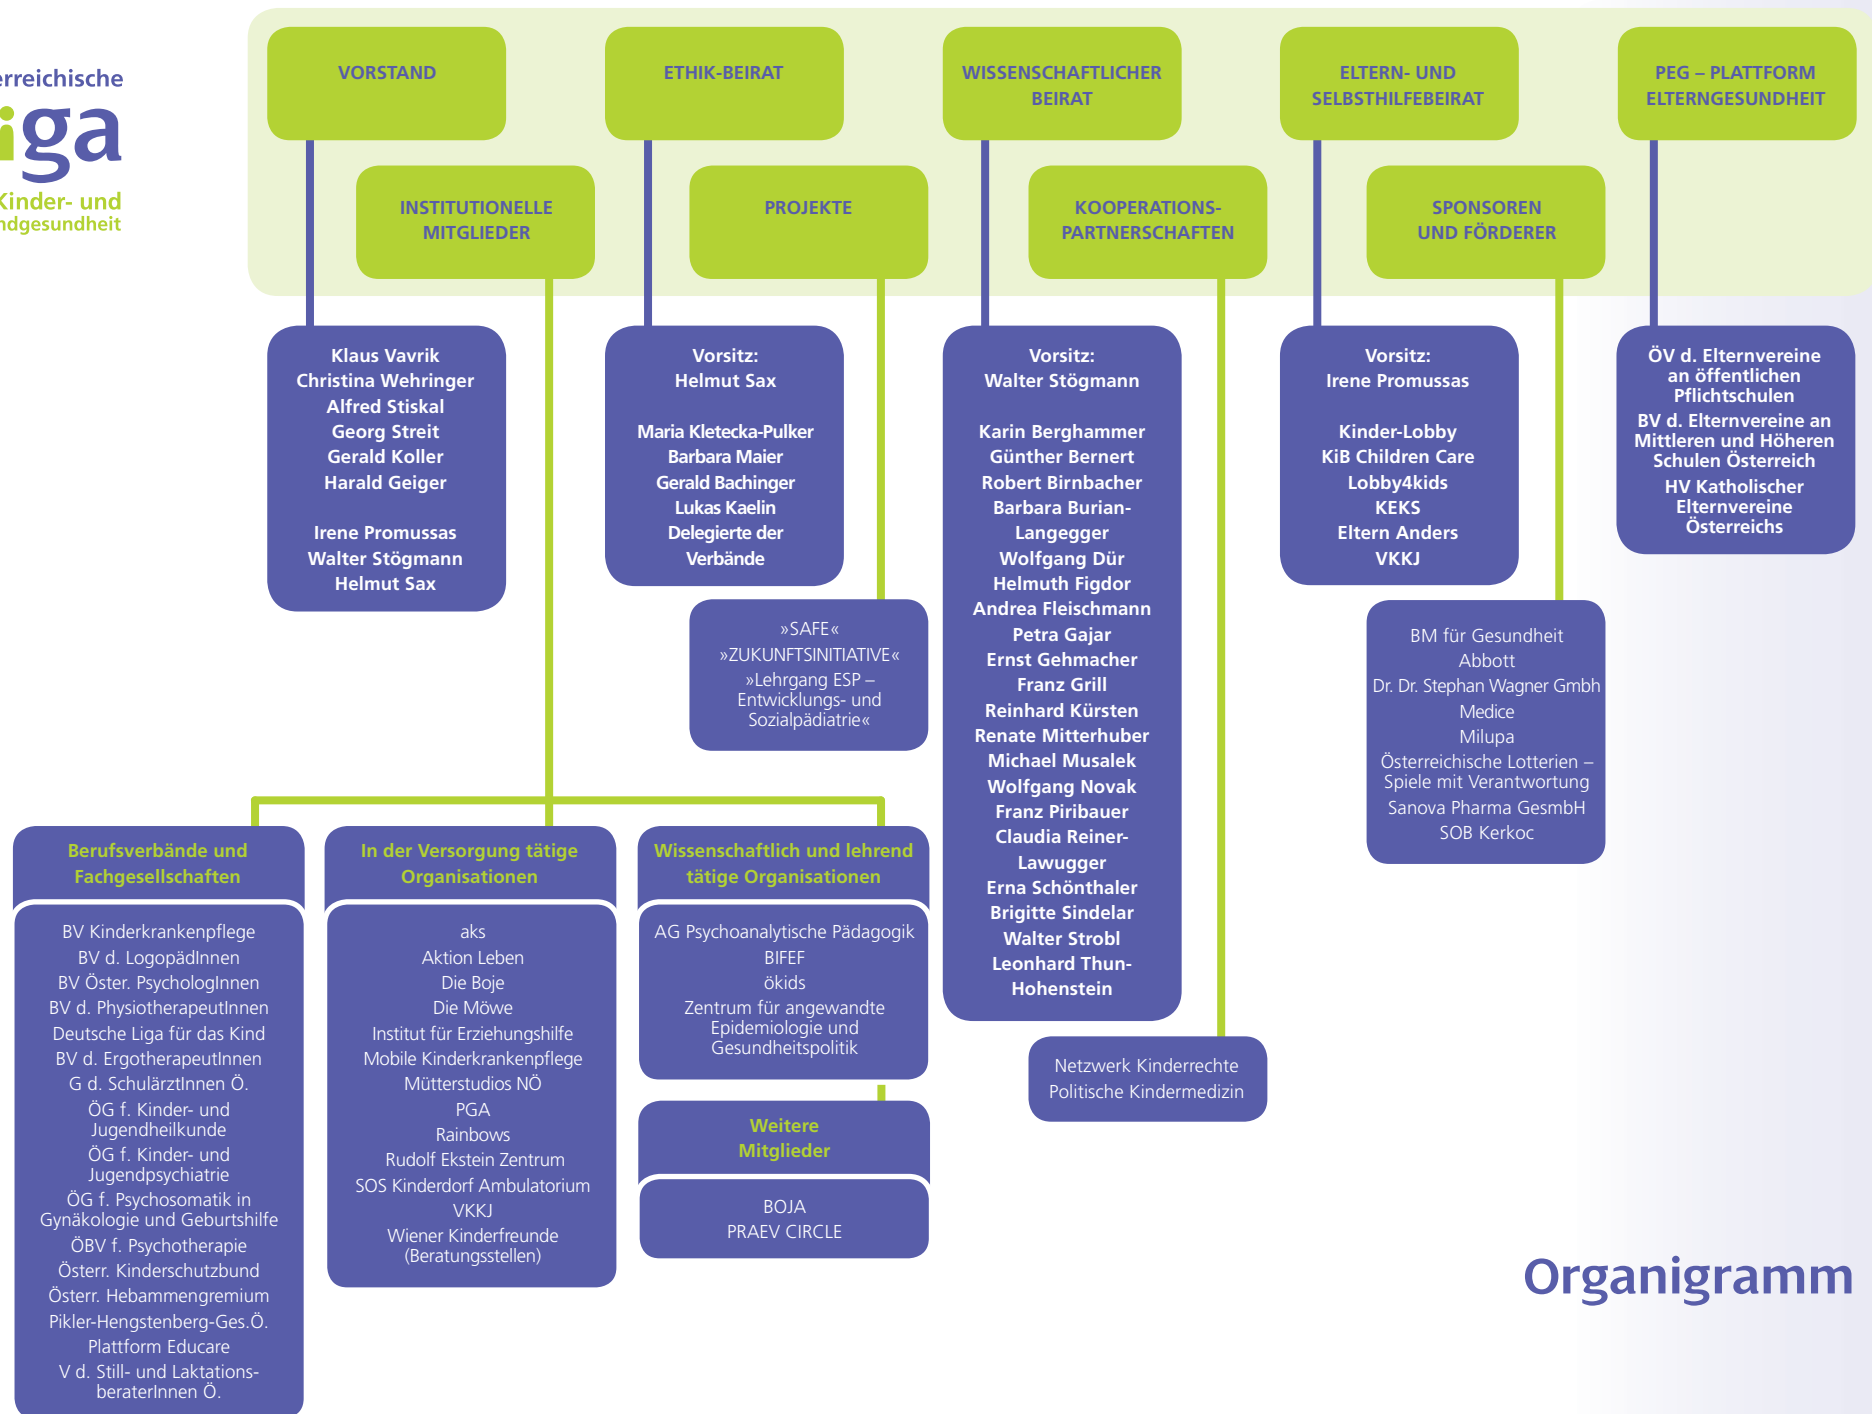 erreichische
iga
Kinder- und
ndgesundheit
VORSTAND
ETHIK-BEIRAT
WISSENSCHAFTLICHER
BEIRAT
ELTERN- UND
SELBSTHILFEBEIRAT
PEG – PLATTFORM
ELTERNGESUNDHEIT
INSTITUTIONELLE
MITGLIEDER
PROJEKTE
KOOPERATIONS-
PARTNERSCHAFTEN
SPONSOREN
UND FÖRDERER
Klaus Vavrik
Christina Wehringer
Alfred Stiskal
Georg Streit
Gerald Koller
Harald Geiger
Irene Promussas
Walter Stögmann
Helmut Sax
Vorsitz:
Helmut Sax
Maria Kletecka-Pulker
Barbara Maier
Gerald Bachinger
Lukas Kaelin
Delegierte der
Verbände
Vorsitz:
Walter Stögmann
Karin Berghammer
Günther Bernert
Robert Birnbacher
Barbara Burian-
Langegger
Wolfgang Dür
Helmuth Figdor
Andrea Fleischmann
Petra Gajar
Ernst Gehmacher
Franz Grill
Reinhard Kürsten
Renate Mitterhuber
Michael Musalek
Wolfgang Novak
Franz Piribauer
Claudia Reiner-
Lawugger
Erna Schönthaler
Brigitte Sindelar
Walter Strobl
Leonhard Thun-
Hohenstein
Vorsitz:
Irene Promussas
Kinder-Lobby
KiB Children Care
Lobby4kids
KEKS
Eltern Anders
VKKJ
ÖV d. Elternvereine
an öffentlichen
Pflichtschulen
BV d. Elternvereine an
Mittleren und Höheren
Schulen Österreich
HV Katholischer
Elternvereine
Österreichs
»SAFE«
»ZUKUNFTSINITIATIVE«
»Lehrgang ESP –
Entwicklungs- und
Sozialpädiatrie«
BM für Gesundheit
Abbott
Dr. Dr. Stephan Wagner Gmbh
Medice
Milupa
Österreichische Lotterien –
Spiele mit Verantwortung
Sanova Pharma GesmbH
SOB Kerkoc
Berufsverbände und
Fachgesellschaften
BV Kinderkrankenpflege
BV d. LogopädInnen
BV Öster. PsychologInnen
BV d. PhysiotherapeutInnen
Deutsche Liga für das Kind
BV d. ErgotherapeutInnen
G d. SchulärztInnen Ö.
ÖG f. Kinder- und
Jugendheilkunde
ÖG f. Kinder- und
Jugendpsychiatrie
ÖG f. Psychosomatik in
Gynäkologie und Geburtshilfe
ÖBV f. Psychotherapie
Österr. Kinderschutzbund
Österr. Hebammengremium
Pikler-Hengstenberg-Ges.Ö.
Plattform Educare
V d. Still- und Laktations-
beraterInnen Ö.
In der Versorgung tätige
Organisationen
aks
Aktion Leben
Die Boje
Die Möwe
Institut für Erziehungshilfe
Mobile Kinderkrankenpflege
Mütterstudios NÖ
PGA
Rainbows
Rudolf Ekstein Zentrum
SOS Kinderdorf Ambulatorium
VKKJ
Wiener Kinderfreunde
(Beratungsstellen)
Wissenschaftlich und lehrend
tätige Organisationen
AG Psychoanalytische Pädagogik
BIFEF
ökids
Zentrum für angewandte
Epidemiologie und
Gesundheitspolitik
Weitere
Mitglieder
BOJA
PRAEV CIRCLE
Netzwerk Kinderrechte
Politische Kindermedizin
Organigramm